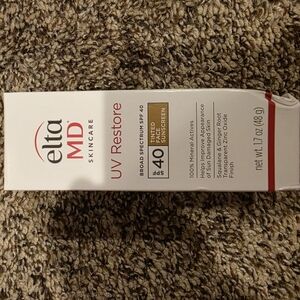 elta
MD
SKINCARE
UV Restore
BROAD SPECTRUM SPF 40
SPF
40
TINTED
FACE
SUNSCREEN
100% Mineral Actives
Helps Improve Appearance
of Sun Damaged Skin
Squalane & Ginger Root
Transparent Zinc Oxide
Finish
net wt. 1.7 oz (48 g)